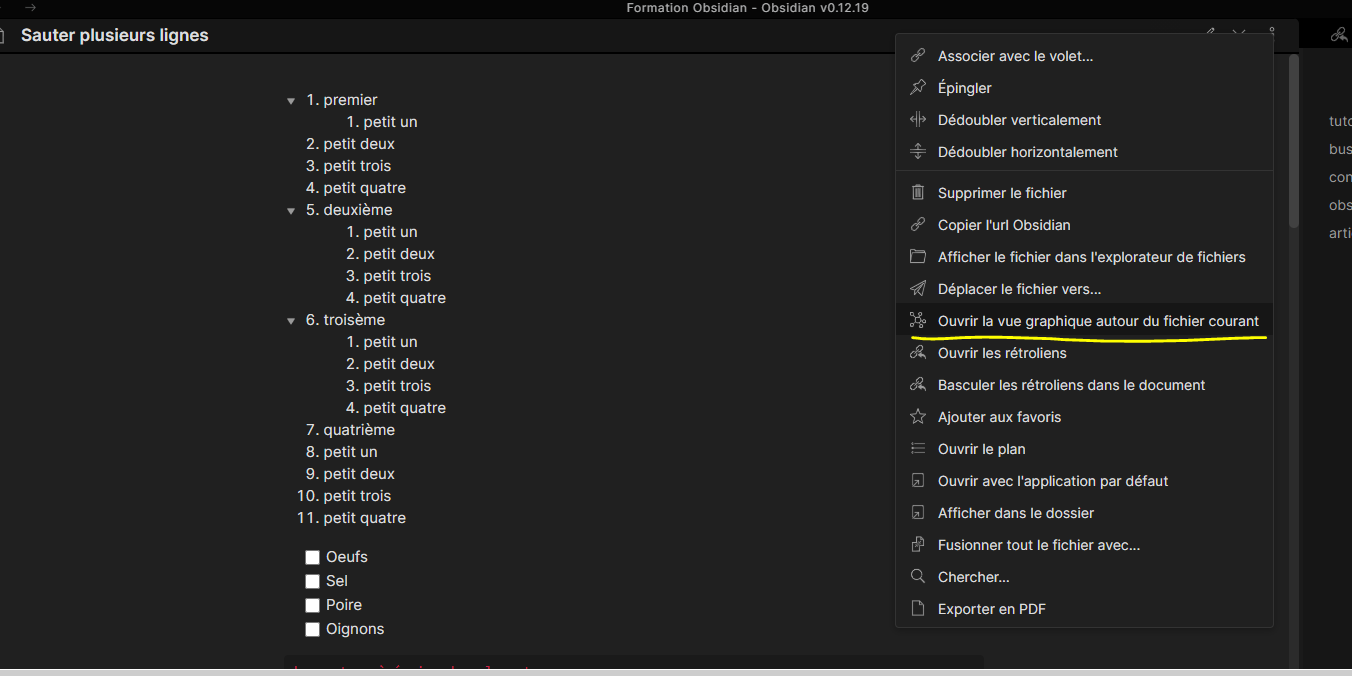 Formation Obsidian - Obsidian v0.12.19
Sauter plusieurs lignes
1. premier
1. petit un
2. petit deux
3. petit trois
4. petit quatre
5. deuxième
1. petit un
2. petit deux
3. petit trois
4. petit quatre
6. troisème
1. petit un
2. petit deux
3. petit trois
4. petit quatre
7. quatrième
8. petit un
9. petit deux
10. petit trois
11. petit quatre
Oeufs
Sel
Poire
Oignons
Associer avec le volet...
Épingler
Dédoubler verticalement
Dédoubler horizontalement
Supprimer le fichier
Copier l'url Obsidian
Afficher le fichier dans l'explorateur de fichiers
Déplacer le fichier vers...
Ouvrir la vue graphique autour du fichier courant
Ouvrir les rétroliens
Basculer les rétroliens dans le document
Ajouter aux favoris
Ouvrir le plan
Ouvrir avec l'application par défaut
Afficher dans le dossier
Fusionner tout le fichier avec...
Chercher...
Exporter en PDF
tuto
bus
con
obs
arti